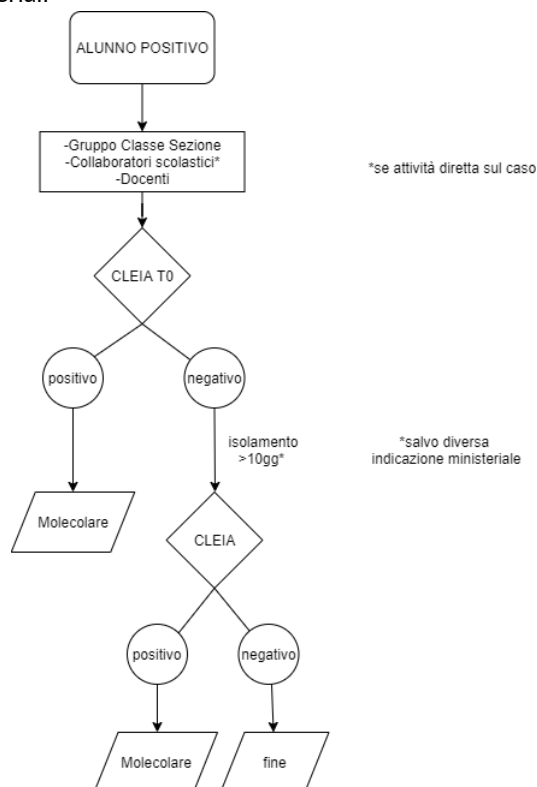 ALUNNO POSITIVO
-Gruppo Classe Sezione
-Collaboratori scolastici*
-Docenti
*se attività diretta sul caso
CLEIA T0
positivo
negativo
isolamento
>10gg*
*salvo diversa
indicazione ministeriale
Molecolare
CLEIA
positivo
negativo
Molecolare
fine